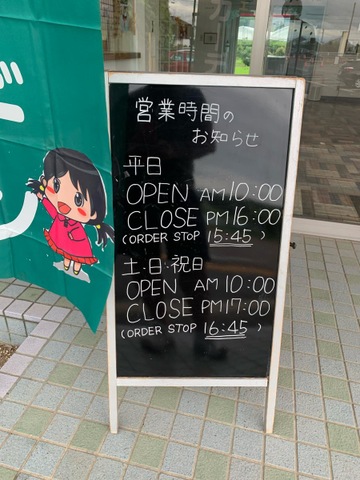 営業時間の
お知らせ
平日
OPEN AM10:00
CLOSE PM16:00
(ORDER STOP 15:45)
土・日・祝日
OPEN AM10:00
CLOSE PM17:00
(ORDER STOP 16:45)